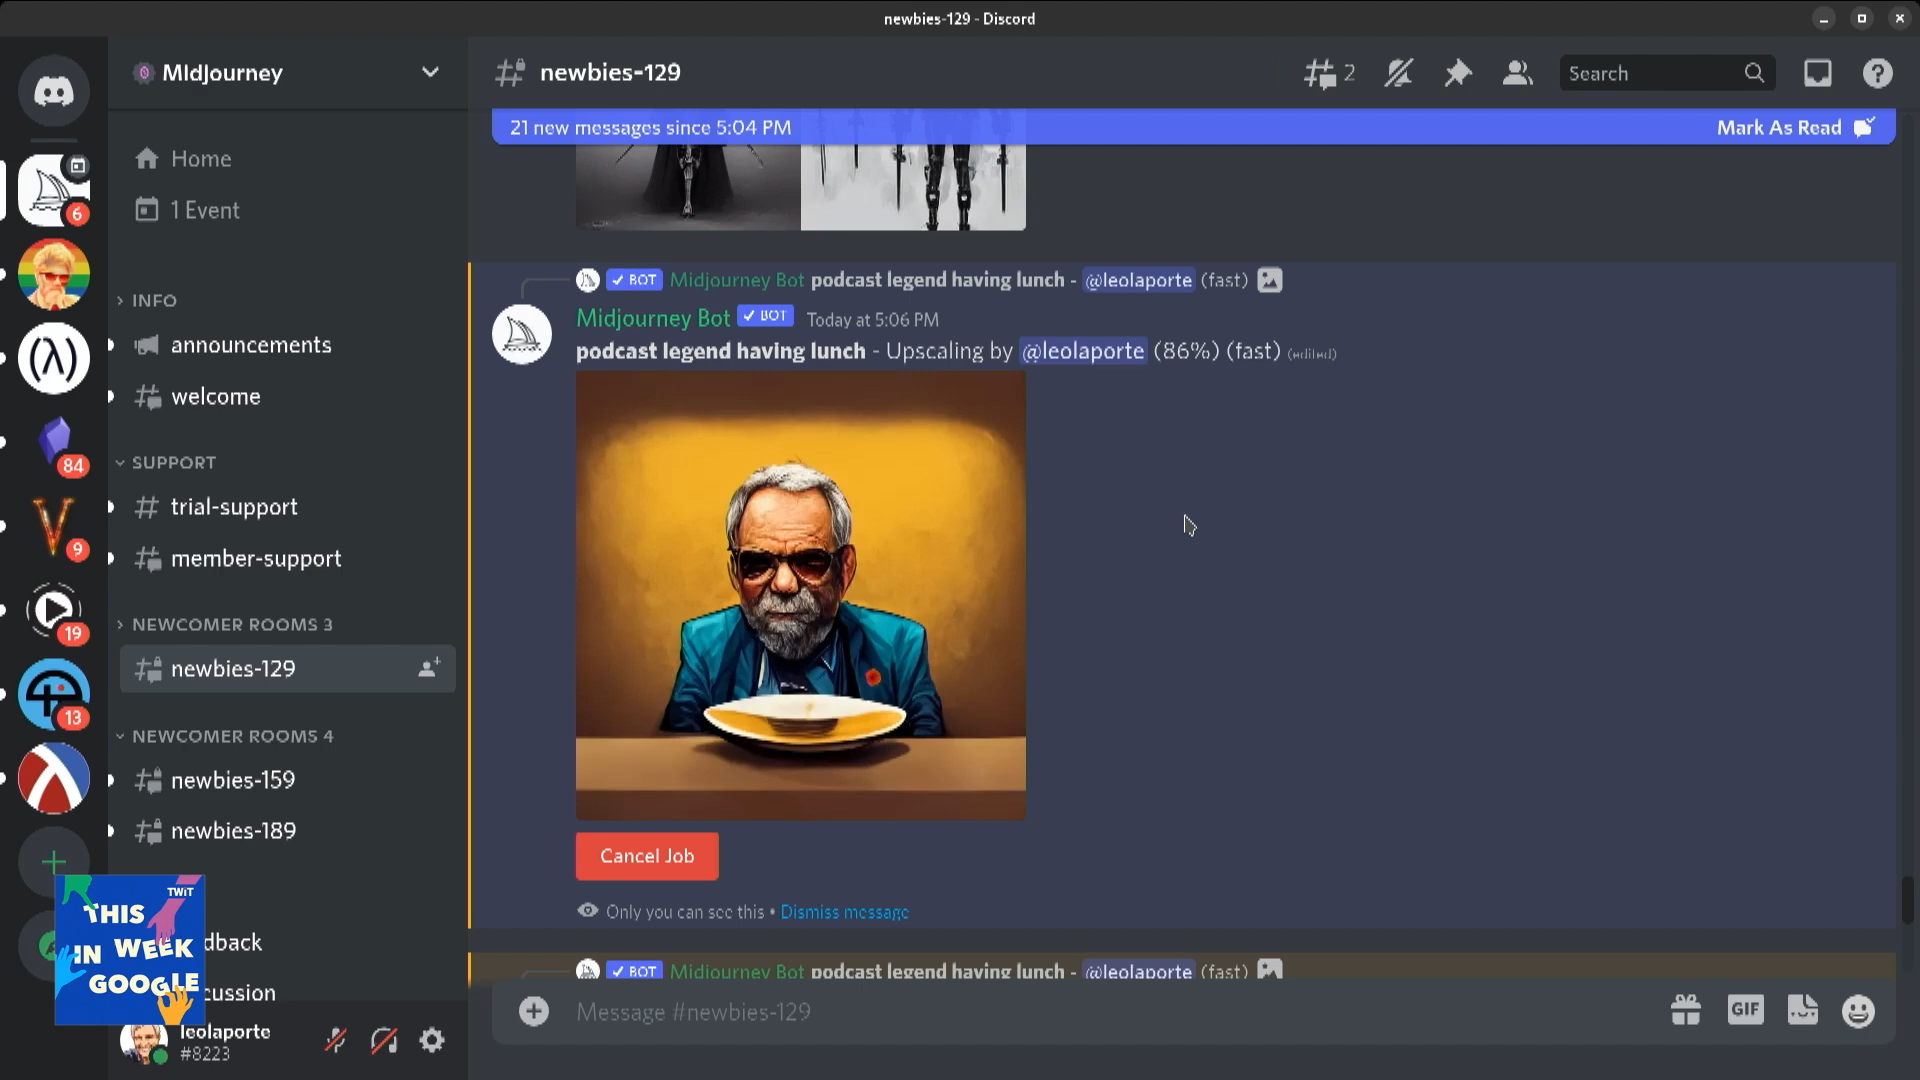 newbies-129 - Discord
MIdJourney
newbies-129
2
Search
21 new messages since 5:04 PM
Mark As Read
Home
1 Event
6
INFO
announcements
welcome
SUPPORT
84
trial-support
9
member-support
NEWCOMER ROOMS 3
19
newbies-129
13
NEWCOMER ROOMS 4
newbies-159
newbies-189
dback
cussion
TWiT
THIS
IN WEEK
GOOGLE
leolaporte
#8223
BOT Midjourney Bot podcast legend having lunch - @leolaporte (fast)
Midjourney Bot BOT Today at 5:06 PM
podcast legend having lunch - Upscaling by @leolaporte (86%) (fast) (edited)
Cancel Job
Only you can see this • Dismiss message
BOT Midjourney Bot podcast legend having lunch - @leolaporte (fast)
Message #newbies-129
GIF